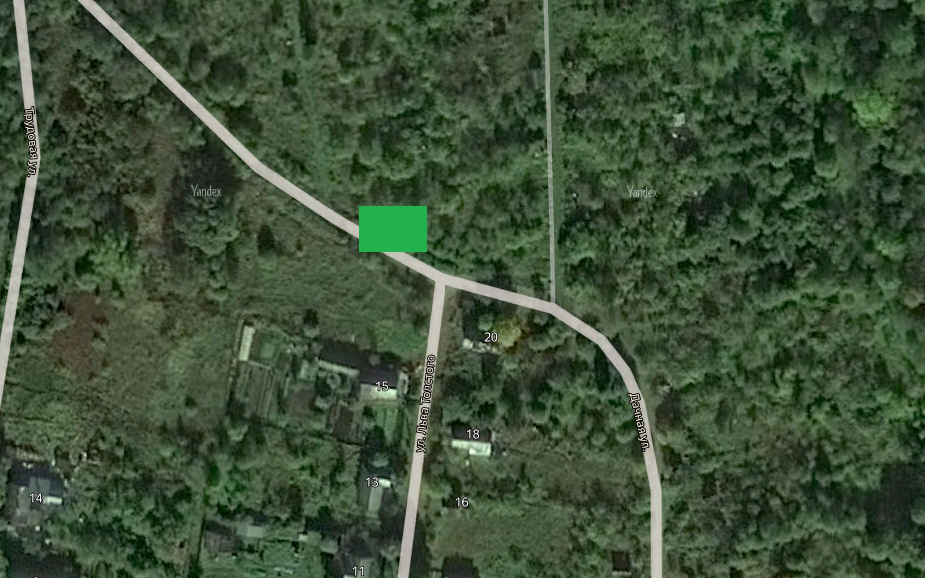 Трудовая ул.
Yandex
Yandex
20
15
ул. Льва Толстого
Дачная ул.
18
13
14
16
11